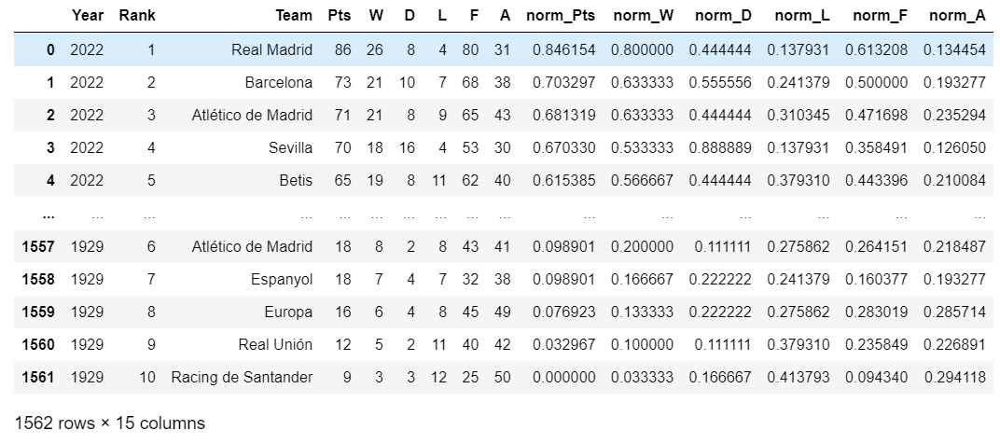 Year Rank Team Pts W D L F A norm_Pts norm_W norm_D norm_L norm_F norm_A
0 2022 1 Real Madrid 86 26 8 4 80 31 0.846154 0.800000 0.444444 0.137931 0.613208 0.134454
1 2022 2 Barcelona 73 21 10 7 68 38 0.703297 0.633333 0.555556 0.241379 0.500000 0.193277
2 2022 3 Atlético de Madrid 71 21 8 9 65 43 0.681319 0.633333 0.444444 0.310345 0.471698 0.235294
3 2022 4 Sevilla 70 18 16 4 53 30 0.670330 0.533333 0.888889 0.137931 0.358491 0.126050
4 2022 5 Betis 65 19 8 11 62 40 0.615385 0.566667 0.444444 0.379310 0.443396 0.210084
... ... ... ... ... ... ... ... ... ... ... ... ... ... ... ...
1557 1929 6 Atlético de Madrid 18 8 2 8 43 41 0.098901 0.200000 0.111111 0.275862 0.264151 0.218487
1558 1929 7 Espanyol 18 7 4 7 32 38 0.098901 0.166667 0.222222 0.241379 0.160377 0.193277
1559 1929 8 Europa 16 6 4 8 45 49 0.076923 0.133333 0.222222 0.275862 0.283019 0.285714
1560 1929 9 Real Unión 12 5 2 11 40 42 0.032967 0.100000 0.111111 0.379310 0.235849 0.226891
1561 1929 10 Racing de Santander 9 3 3 12 25 50 0.000000 0.033333 0.166667 0.413793 0.094340 0.294118
1562 rows × 15 columns